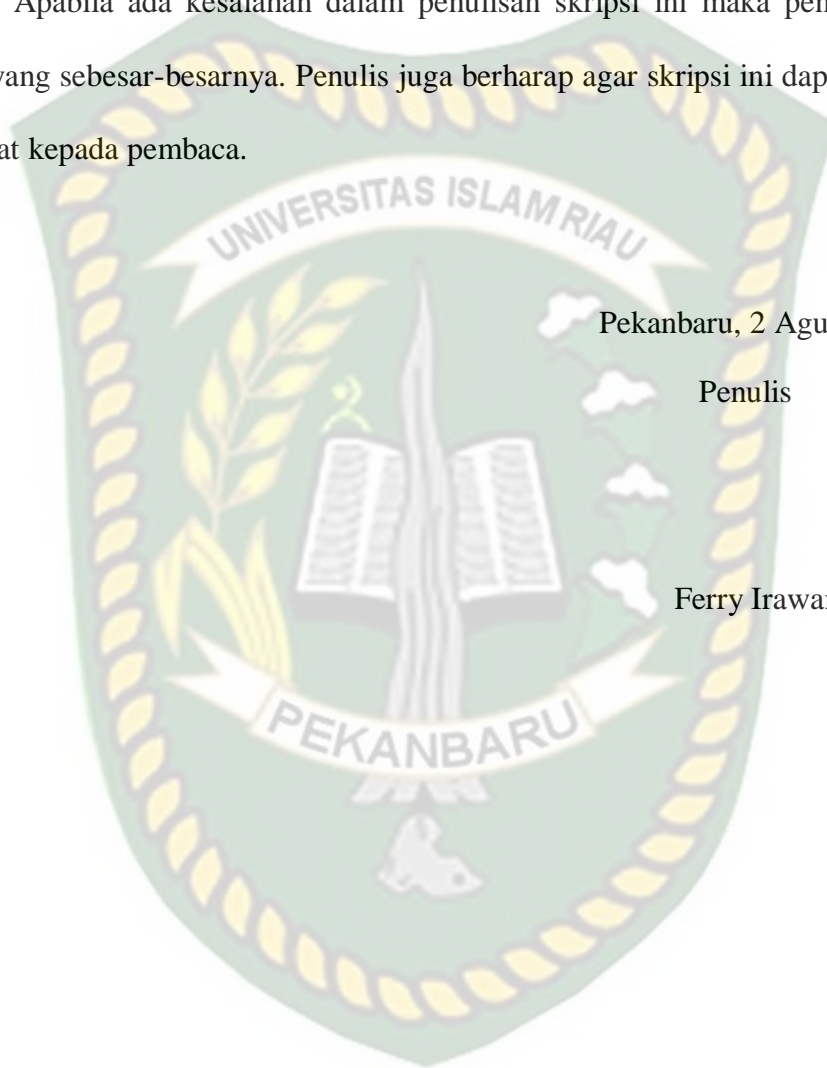 Apabila ada kesalahan dalam penulisan skripsi ini maka pen
yang sebesar-besarnya. Penulis juga berharap agar skripsi ini dap
at kepada pembaca.
UNIVERSITAS ISLAM RIAU
Pekanbaru, 2 Agu
Penulis
Ferry Irawan
PEKANBARU